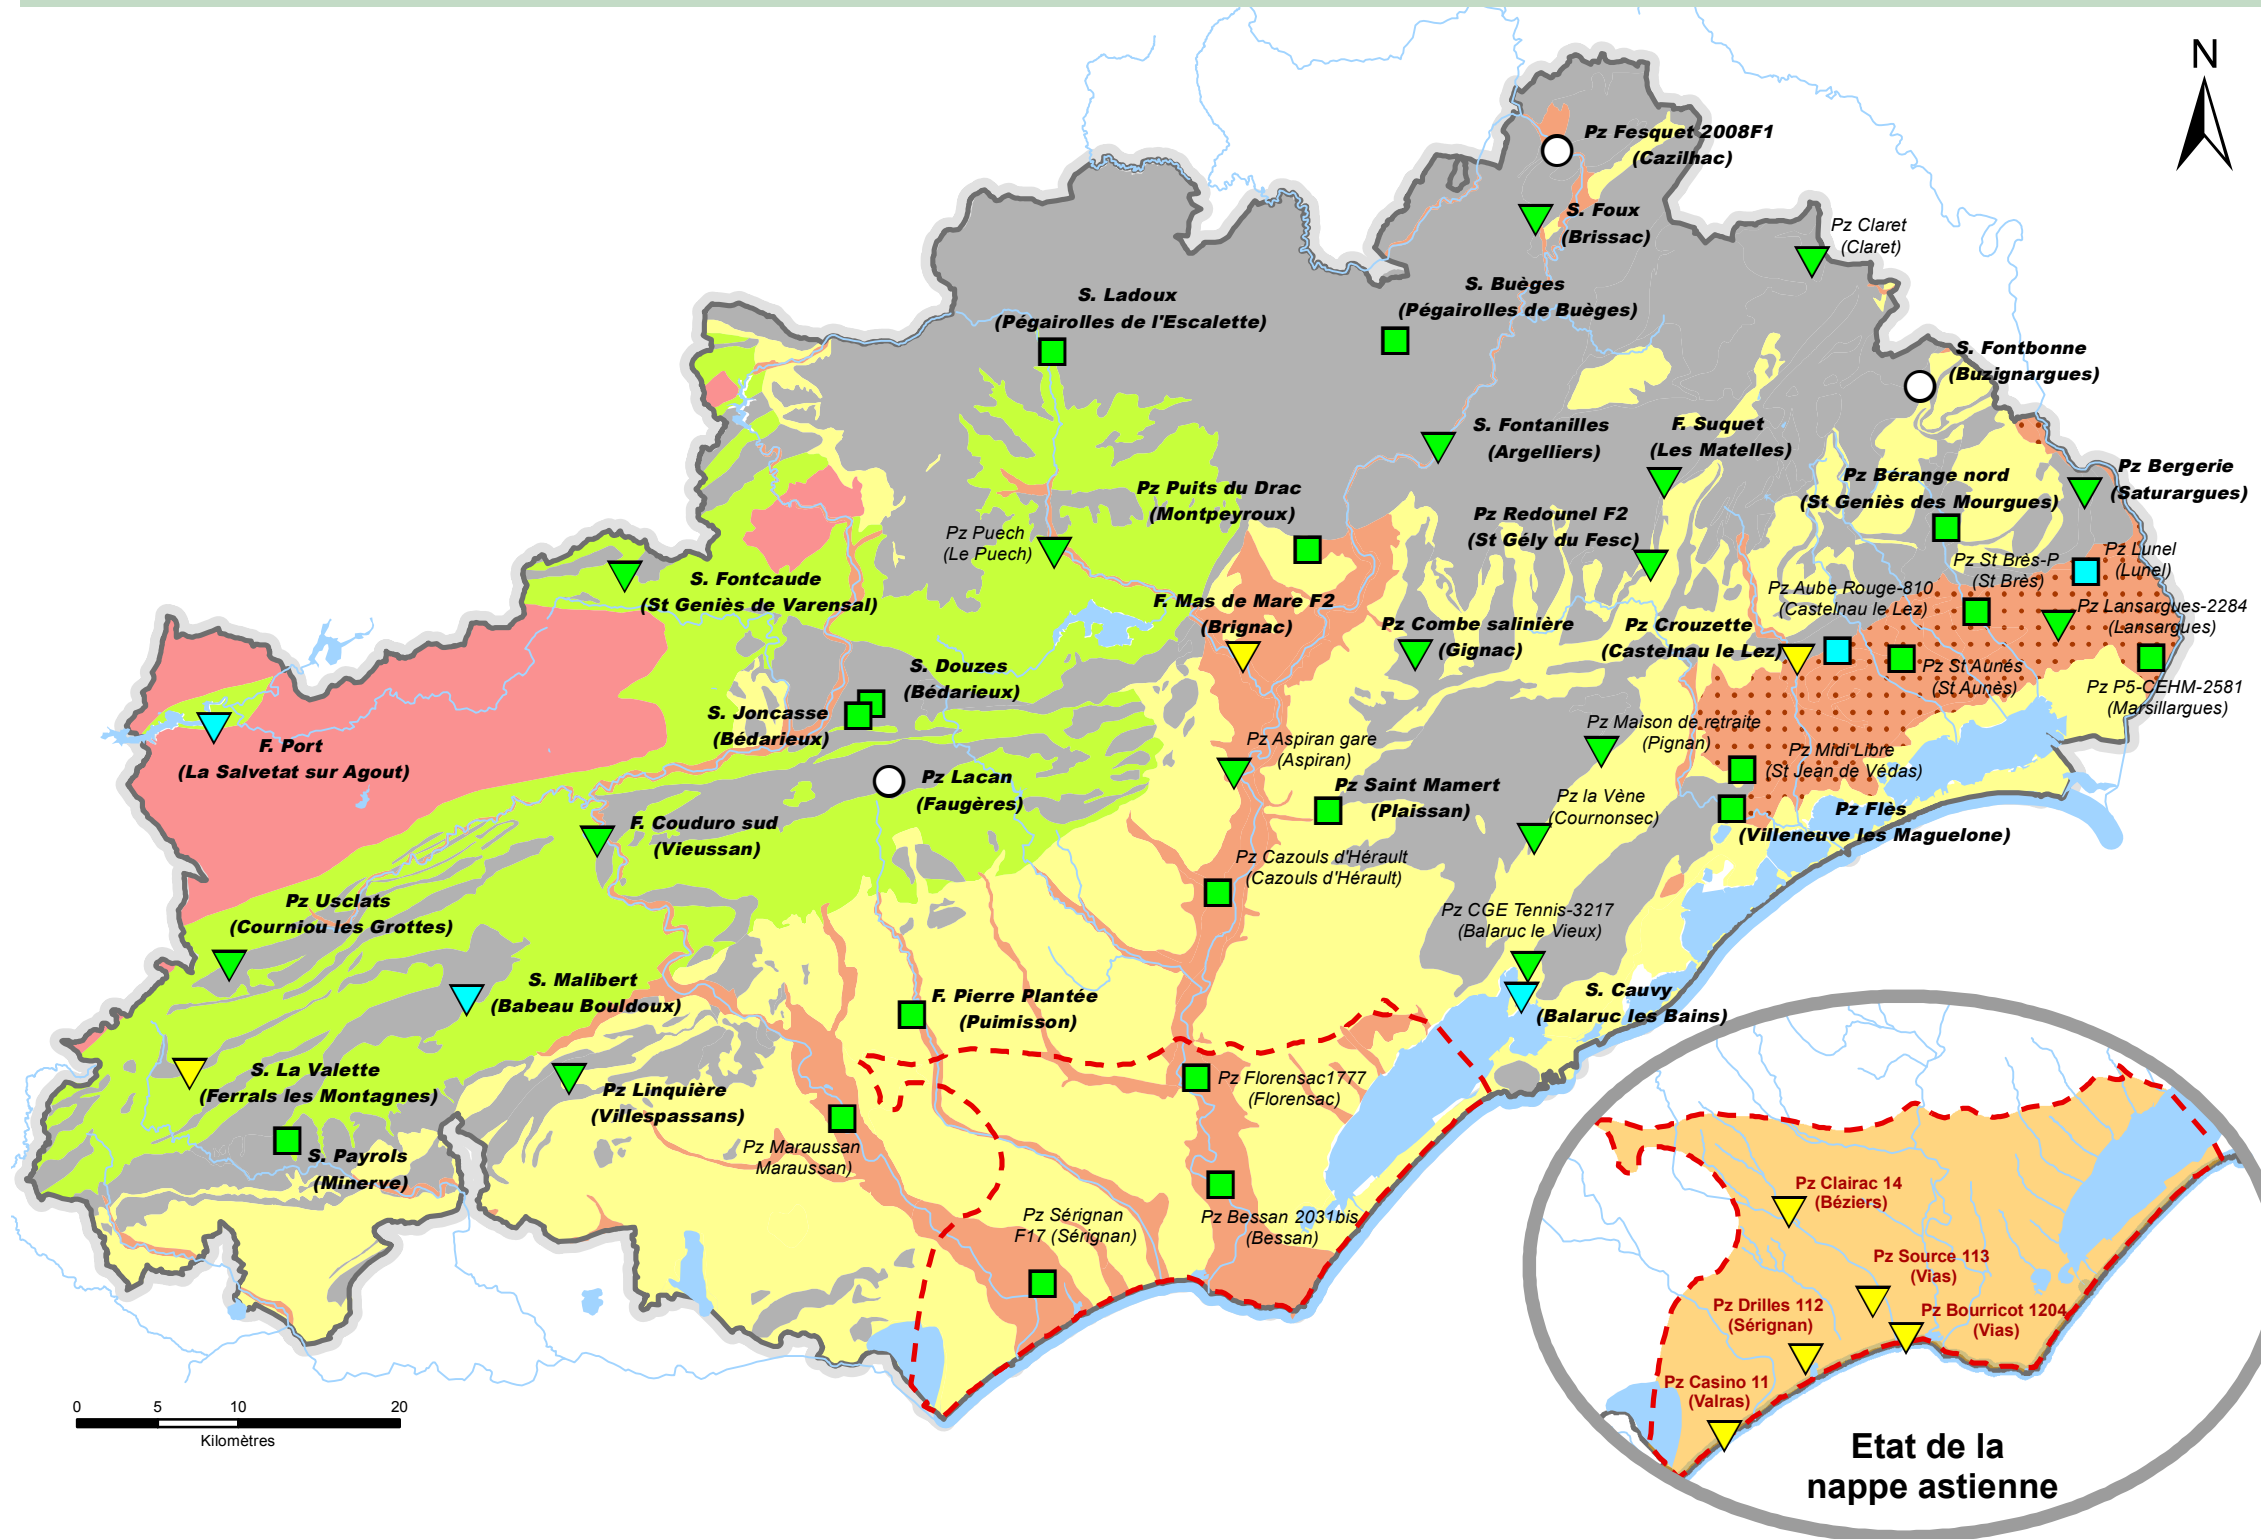 N
Pz Fesquet 2008F1
(Cazilhac)
S. Foux
(Brissac)
Pz Claret
(Claret)
S. Ladoux
(Pégairolles de l'Escalette)
S. Buèges
(Pégairolles de Buèges)
S. Fontbonne
(Buzignargues)
S. Fontanilles
(Argelliers)
F. Suquet
(Les Matelles)
Pz Bérange nord
(St Geniès des Mourgues)
Pz Bergerie
(Saturargues)
Pz Puits du Drac
(Montpeyroux)
Pz Redounel F2
(St Gély du Fesc)
Pz Puech
(Le Puech)
Pz St Brès-P
(St Brès)
Pz Lunel
(Lunel)
S. Fontcaude
(St Geniès de Varensal)
Pz Aube Rouge-810
(Castelnau le Lez)
F. Mas de Mare F2
(Brignac)
Pz Lansargues-2284
(Lansargues)
Pz Combe salinière
(Gignac)
Pz Crouzette
(Castelnau le Lez)
S. Douzes
(Bédarieux)
Pz St Aunés
(St Aunès)
Pz P5-CEHM-2581
(Marsillargues)
S. Joncasse
(Bédarieux)
F. Port
(La Salvetat sur Agout)
Pz Aspiran gare
(Aspiran)
Pz Maison de retraite
(Pignan)
Pz Midi Libre
(St Jean de Védas)
Pz Lacan
(Faugères)
Pz Saint Mamert
(Plaissan)
Pz la Vène
(Cournonsec)
Pz Flès
(Villeneuve les Maguelone)
F. Couduro sud
(Vieussan)
Pz Cazouls d'Hérault
(Cazouls d'Hérault)
Pz Usclats
(Courniou les Grottes)
Pz CGE Tennis-3217
(Balaruc le Vieux)
S. Malibert
(Babeau Bouldoux)
F. Pierre Plantée
(Puimisson)
S. Cauvy
(Balaruc les Bains)
S. La Valette
(Ferrals les Montagnes)
Pz Linquière
(Villespassans)
Pz Florensac1777
(Florensac)
S. Payrols
(Minerve)
Pz Maraussan
Maraussan)
Pz Sérignan
F17 (Sérignan)
Pz Bessan 2031bis
(Bessan)
Pz Clairac 14
(Béziers)
Pz Source 113
(Vias)
Pz Drilles 112
(Sérignan)
Pz Bourricot 1204
(Vias)
Pz Casino 11
(Valras)
0 5 10 20
Kilomètres
Etat de la
nappe astienne